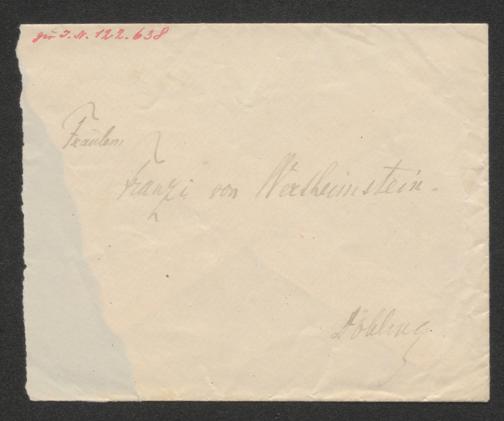 zu I.N. 122.638
Fräulein
Franzi von Wertheimstein.
Döbling.